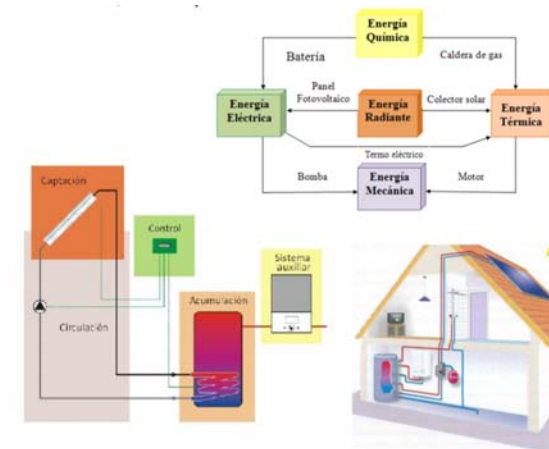 Energía
Química
Batería
Caldera de gas
Panel
Fotovoltaico
Colector solar
Energía
Eléctrica
Energía
Radiante
Energía
Térmica
Termo eléctrico
Bomba
Energía
Mecánica
Motor
Captación
Control
Sistema
auxiliar
Acumulación
Circulación